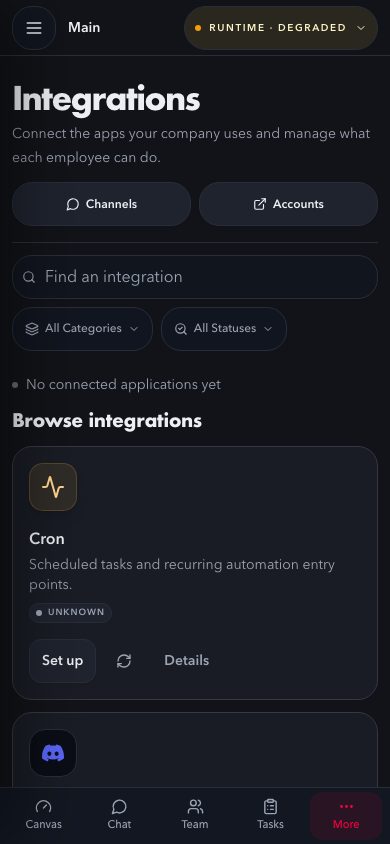 Main
RUNTIME · DEGRADED
Integrations
Connect the apps your company uses and manage what
each employee can do.
Channels
Accounts
Find an integration
All Categories
All Statuses
No connected applications yet
Browse integrations
Cron
Scheduled tasks and recurring automation entry
points.
UNKNOWN
Set up
Details
Canvas
Chat
Team
Tasks
More